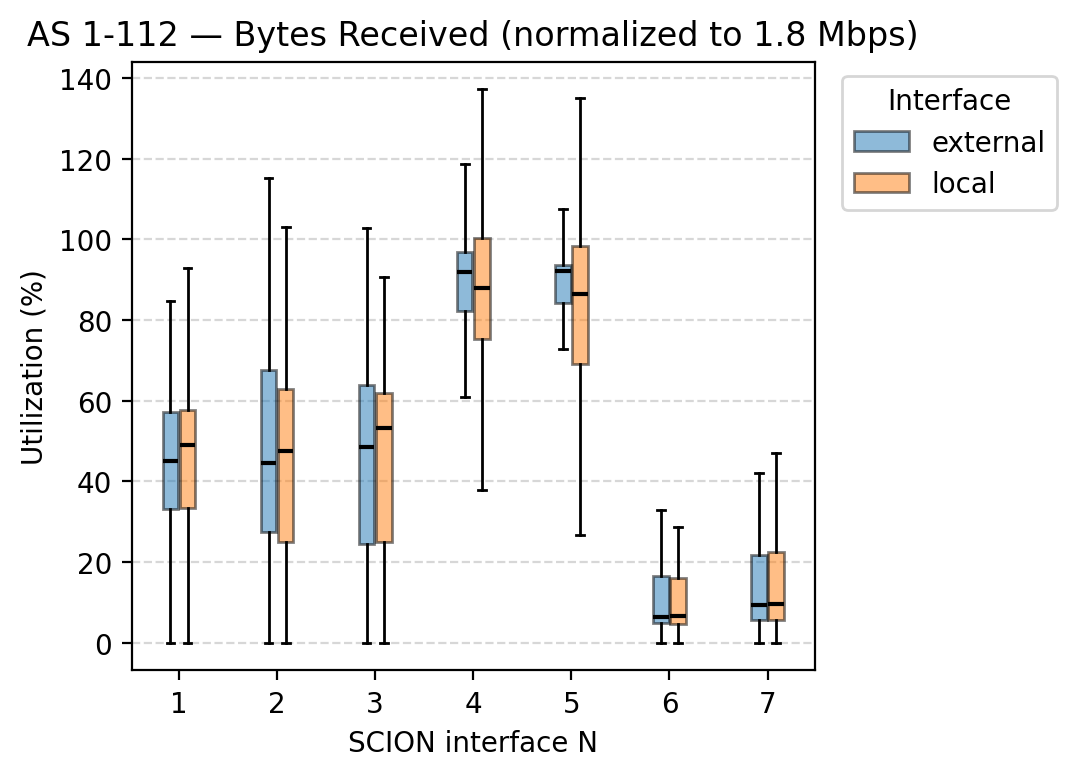 AS 1-112 — Bytes Received (normalized to 1.8 Mbps)
Interface
external
local
Utilization (%)
140
120
100
80
60
40
20
0
1 2 3 4 5 6 7
SCION interface N